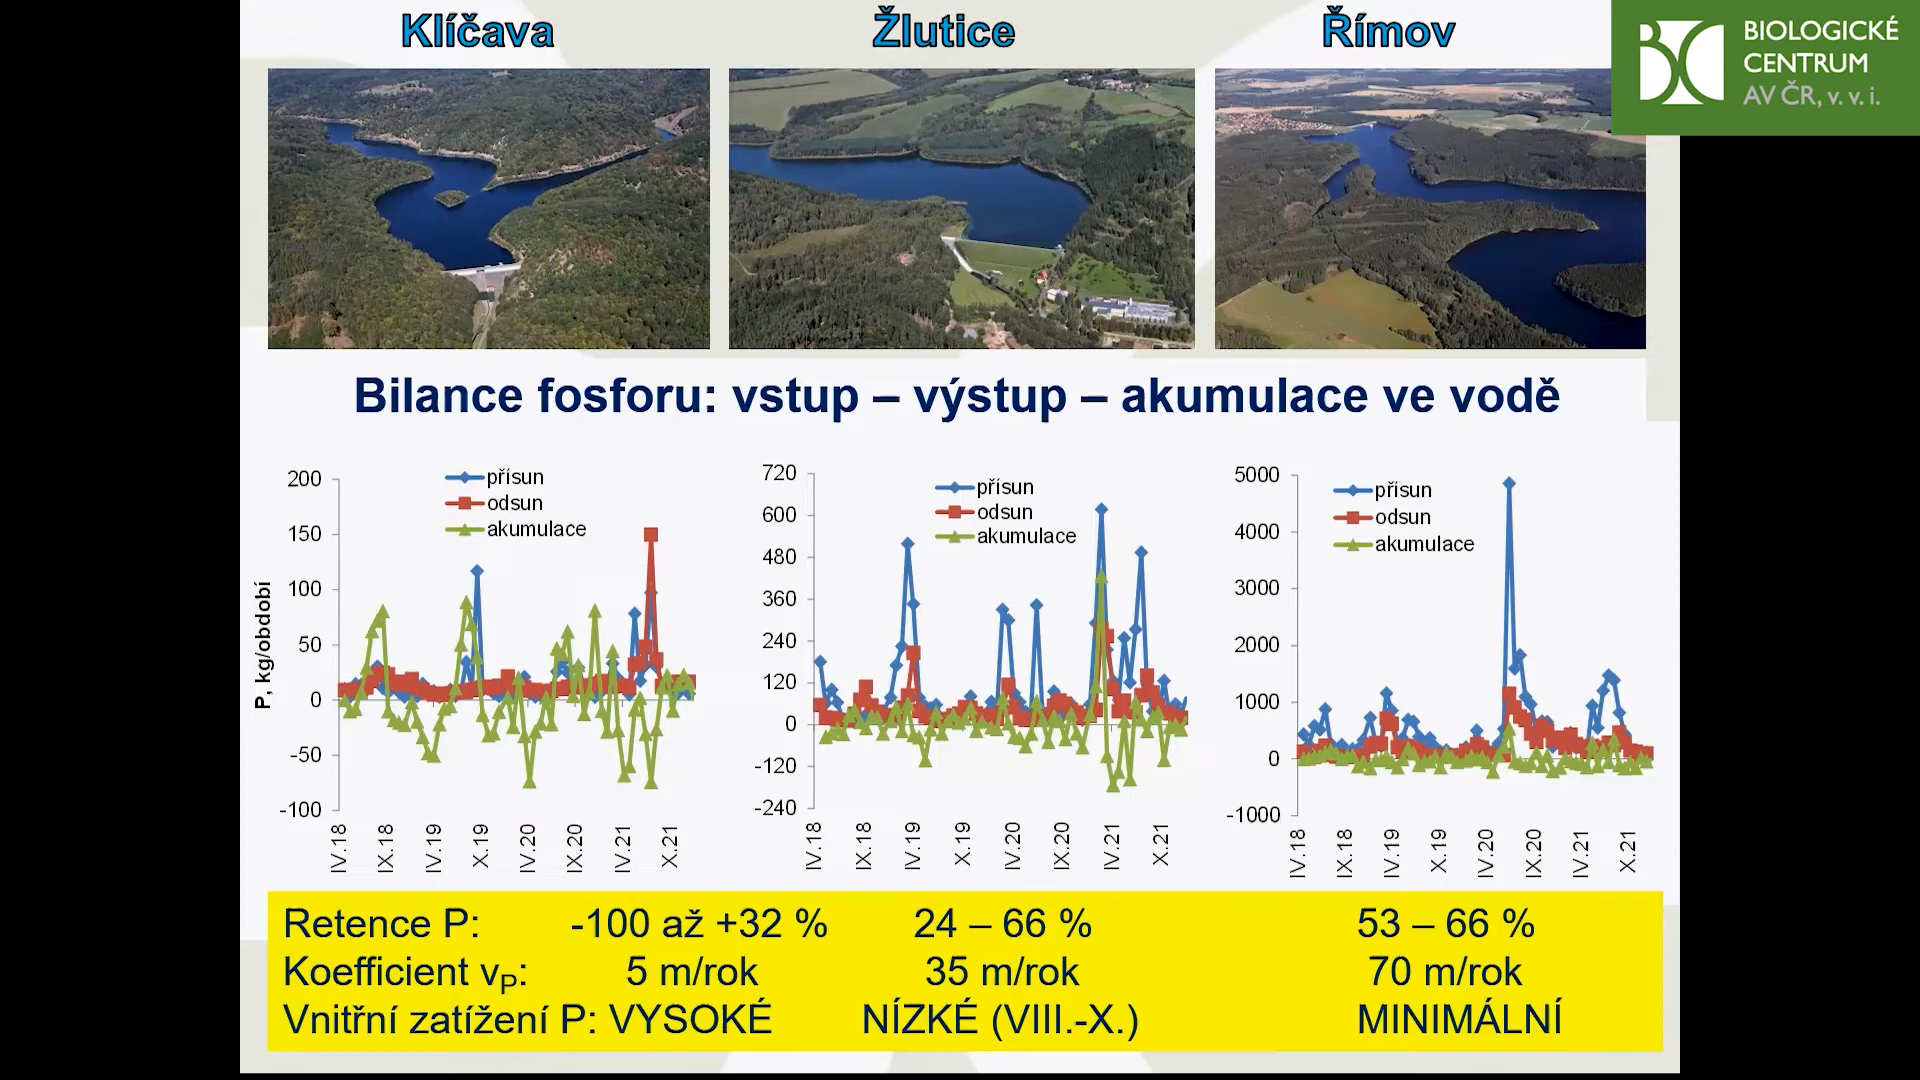 Klíčava
Žlutice
Římov
BIOLOGICKÉ
CENTRUM
AV ČR, v. v. i.
Bilance fosforu: vstup – výstup – akumulace ve vodě
P, kg/období
200
150
100
50
0
-50
-100
přísun
odsun
akumulace
IV.18
IX.18
IV.19
X.19
IV.20
IX.20
IV.21
X.21
720
600
480
360
240
120
0
-120
-240
přísun
odsun
akumulace
IV.18
IX.18
IV.19
X.19
IV.20
IX.20
IV.21
X.21
5000
4000
3000
2000
1000
0
-1000
přísun
odsun
akumulace
IV.18
IX.18
IV.19
X.19
IV.20
IX.20
IV.21
X.21
Retence P: -100 až +32 % 24 – 66 % 53 – 66 %
Koefficient vP: 5 m/rok 35 m/rok 70 m/rok
Vnitřní zatížení P: VYSOKÉ NÍZKÉ (VIII.-X.) MINIMÁLNÍ